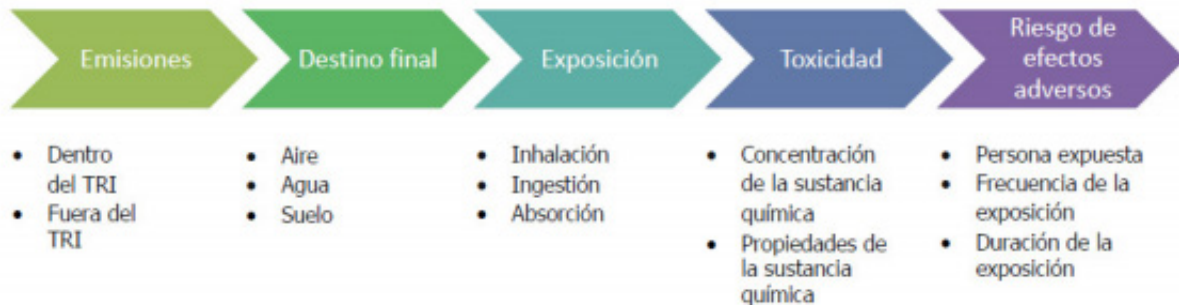 Emisiones
Destino final
Exposición
Toxicidad
Riesgo de
efectos
adversos
• Dentro
del TRI
• Fuera del
TRI
• Aire
• Agua
• Suelo
• Inhalación
• Ingestión
• Absorción
• Concentración
de la sustancia
química
• Propiedades de
la sustancia
química
• Persona expuesta
• Frecuencia de la
exposición
• Duración de la
exposición